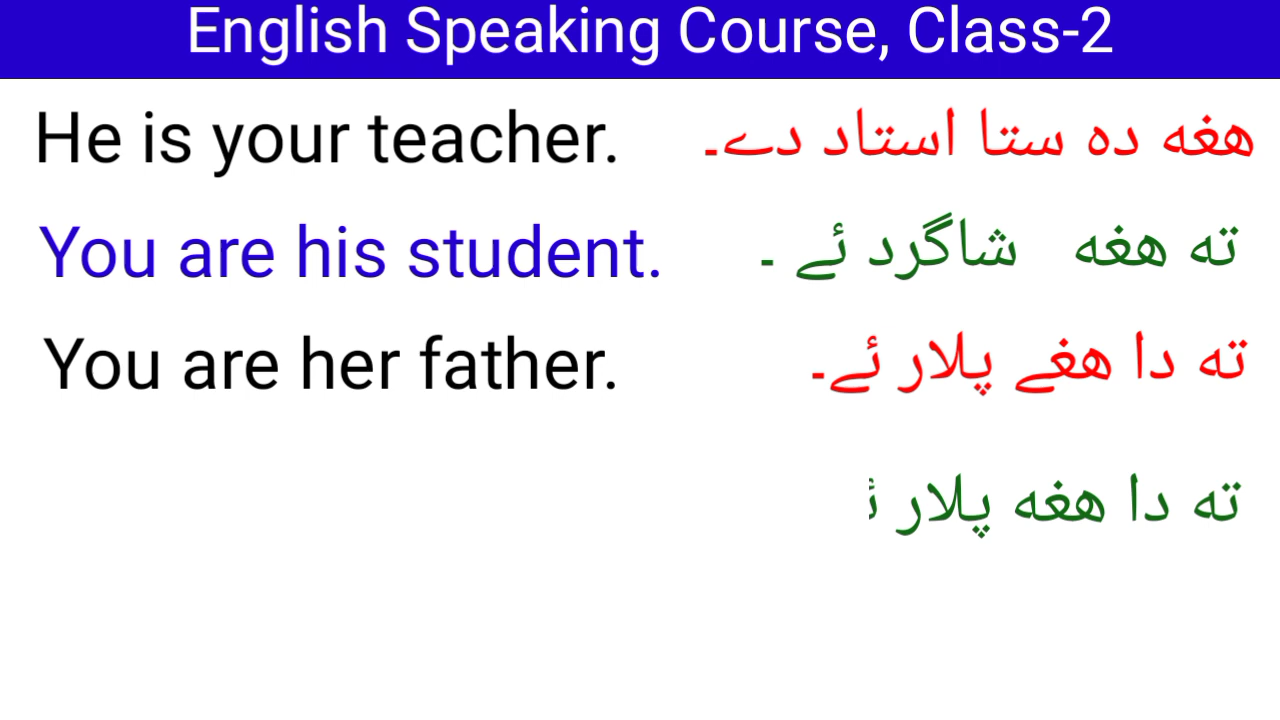 English Speaking Course, Class-2
He is your teacher. هغه ده ستا استاد دے۔
You are his student. ته هغه شاگرد ئے ۔
You are her father. ته دا هغے پلار ئے۔
ته دا هغه پلار